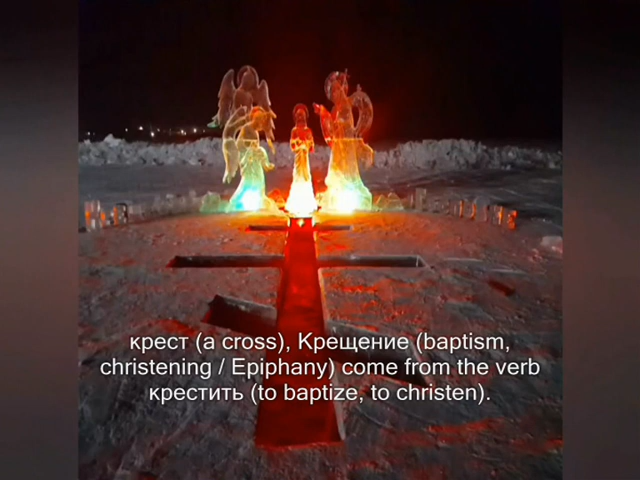 крест (a cross), Крещение (baptism,
christening / Epiphany) come from the verb
крестить (to baptize, to christen).